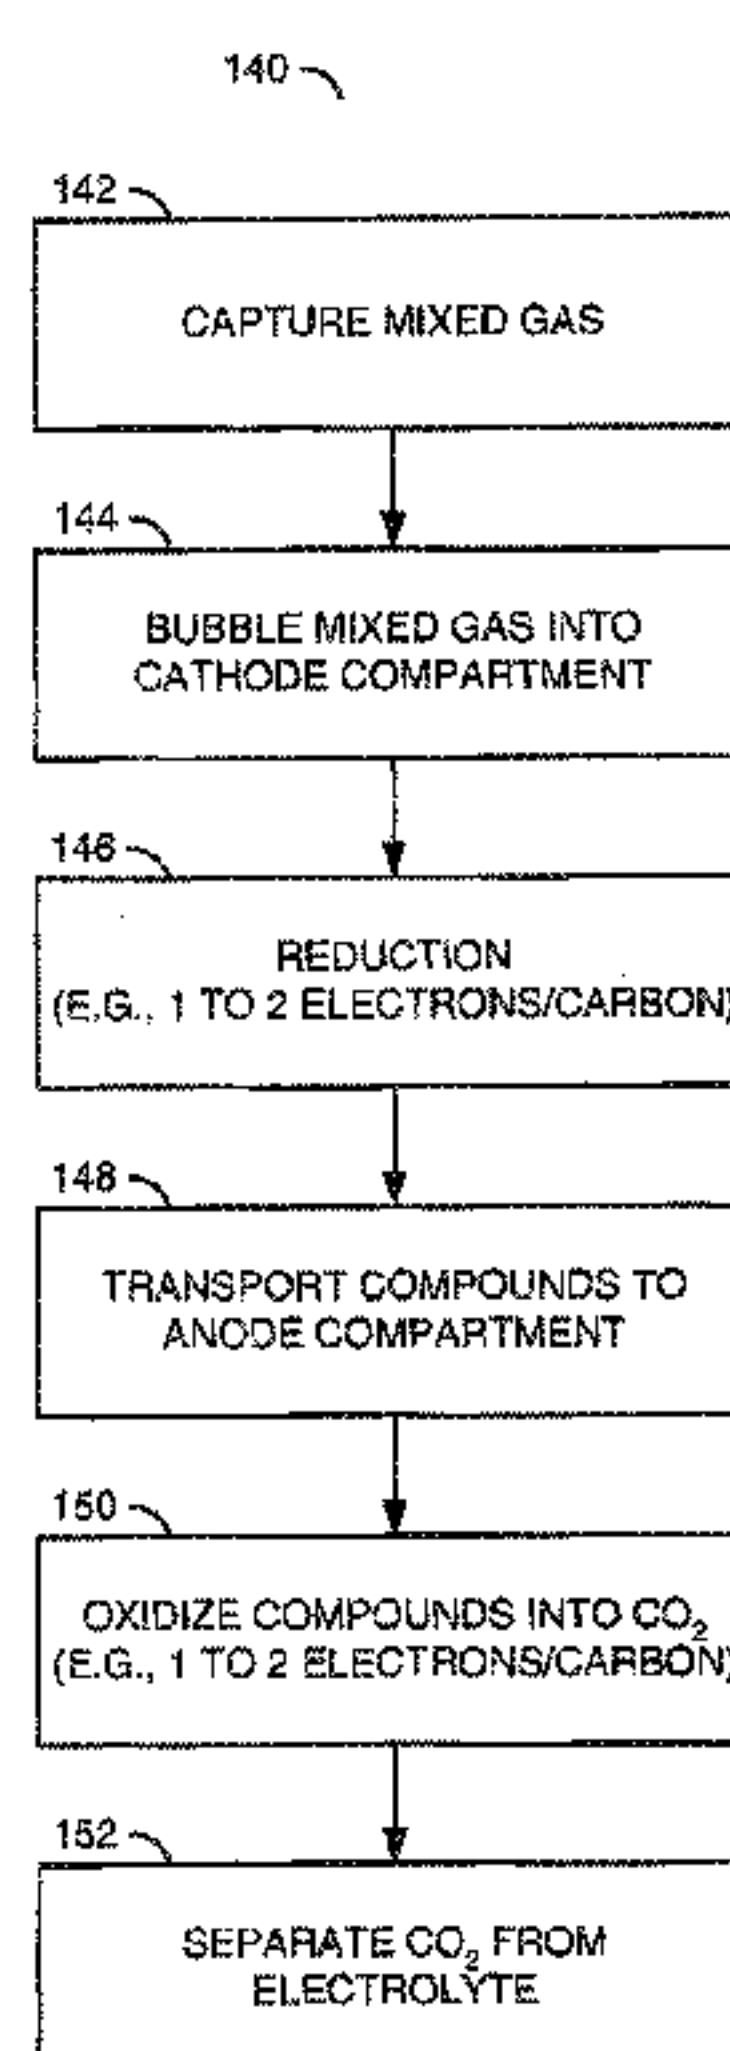 140
142
CAPTURE MIXED GAS
144
BUBBLE MIXED GAS INTO
CATHODE COMPARTMENT
146
REDUCTION
(E.G., 1 TO 2 ELECTRONS/CARBON)
148
TRANSPORT COMPOUNDS TO
ANODE COMPARTMENT
150
OXIDIZE COMPOUNDS INTO CO₂
(E.G., 1 TO 2 ELECTRONS/CARBON)
152
SEPARATE CO₂ FROM
ELECTROLYTE